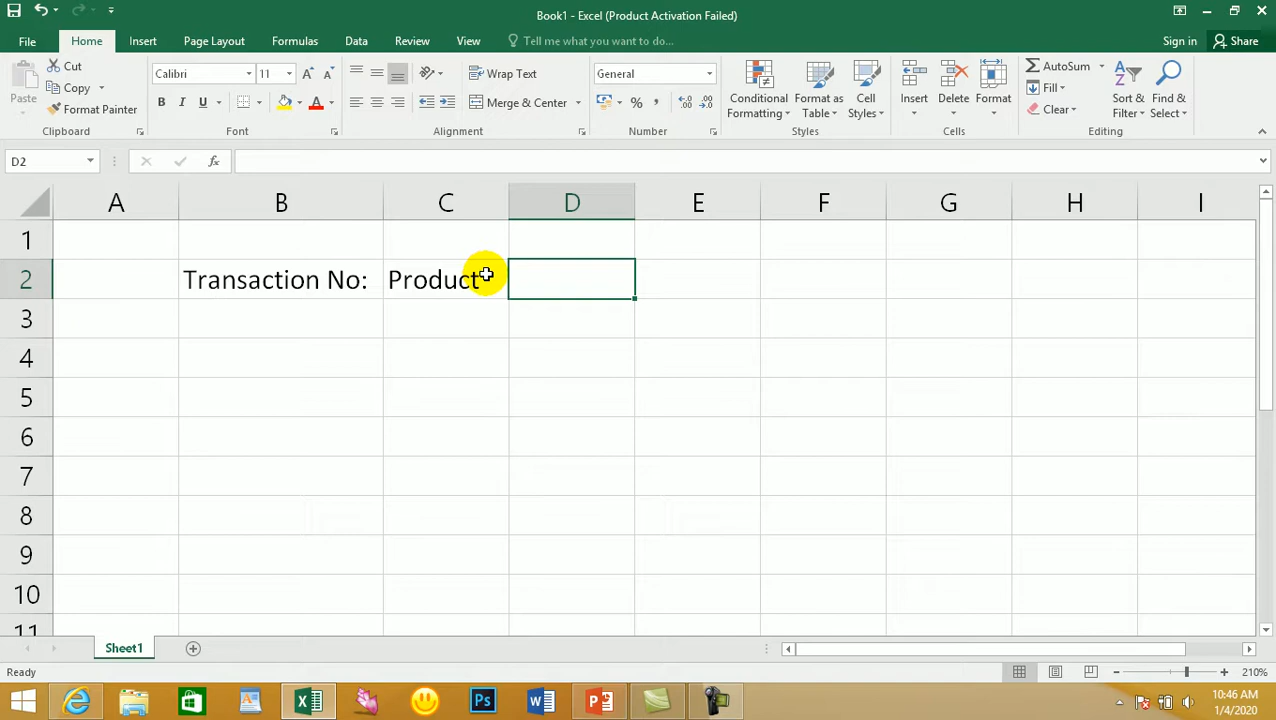 Book1 - Excel (Product Activation Failed)
File Home Insert Page Layout Formulas Data Review View Tell me what you want to do... Sign in Share
Paste Cut Copy Format Painter Clipboard
Calibri 11 B I U A Font
Wrap Text Merge & Center Alignment
General % , Number
Conditional Formatting Format as Table Cell Styles Styles
Insert Delete Format Cells
AutoSum Fill Clear Sort & Filter Find & Select Editing
D2 fx
A B C D E F G H I
1
2 Transaction No: Product
3
4
5
6
7
8
9
10
11
Sheet1
Ready 210%
Ps
10:46 AM
1/4/2020